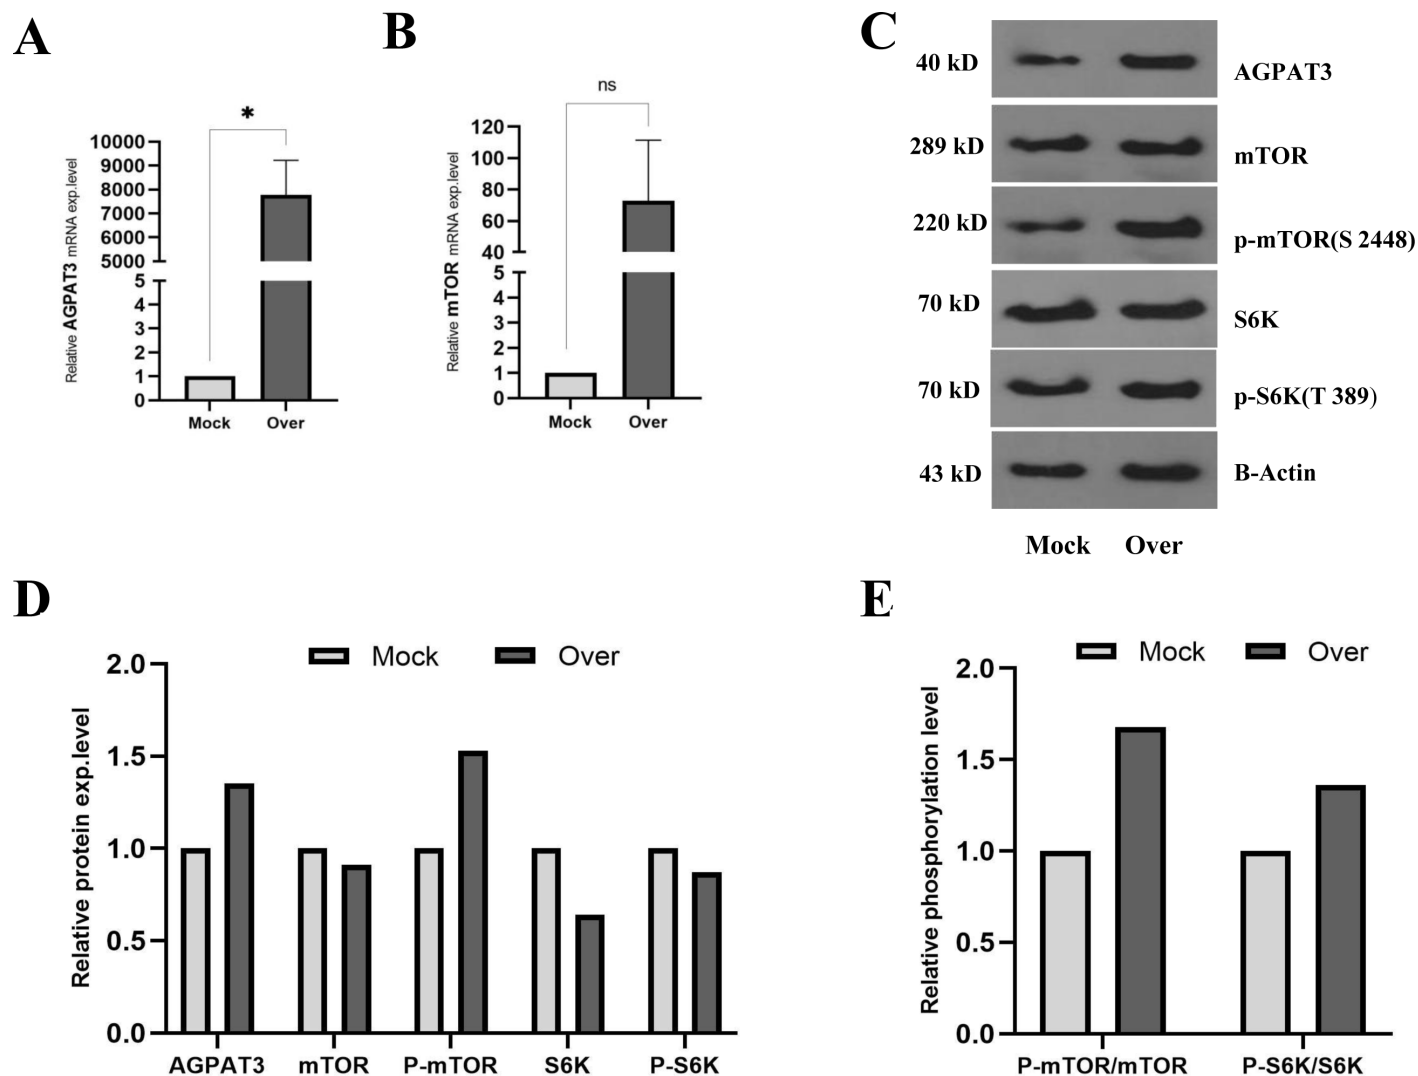 A
B
C
*
10000
9000
8000
7000
6000
5000
5
4
3
2
1
0
Relative AGPAT3 mRNA exp.level
Mock Over
ns
120
100
80
60
40
5
4
3
2
1
0
Relative mTOR mRNA exp.level
Mock Over
40 kD AGPAT3
289 kD mTOR
220 kD p-mTOR(S 2448)
70 kD S6K
70 kD p-S6K(T 389)
43 kD B-Actin
Mock Over
D
E
Mock Over
2.0
1.5
1.0
0.5
0.0
Relative protein exp.level
AGPAT3 mTOR P-mTOR S6K P-S6K
Mock Over
2.0
1.5
1.0
0.5
0.0
Relative phosphorylation level
P-mTOR/mTOR P-S6K/S6K